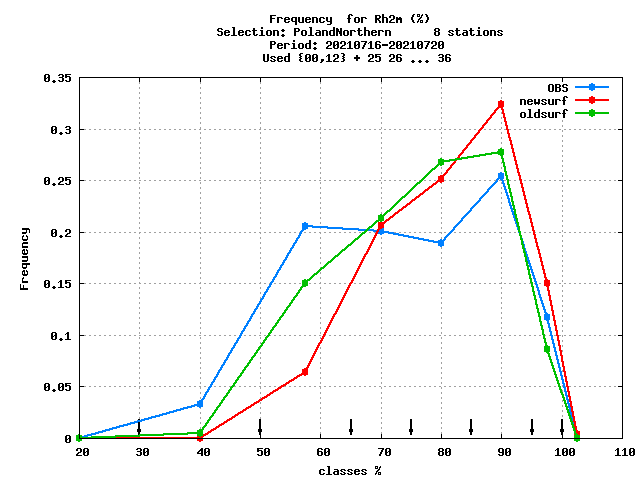 Frequency for Rh2m (%)
Selection: PolandNorthern 8 stations
Period: 20210716-20210720
Used {00,12} + 25 26 ... 36
0.35
0.3
0.25
0.2
0.15
0.1
0.05
0
Frequency
OBS
newsurf
oldsurf
20 30 40 50 60 70 80 90 100 110
classes %